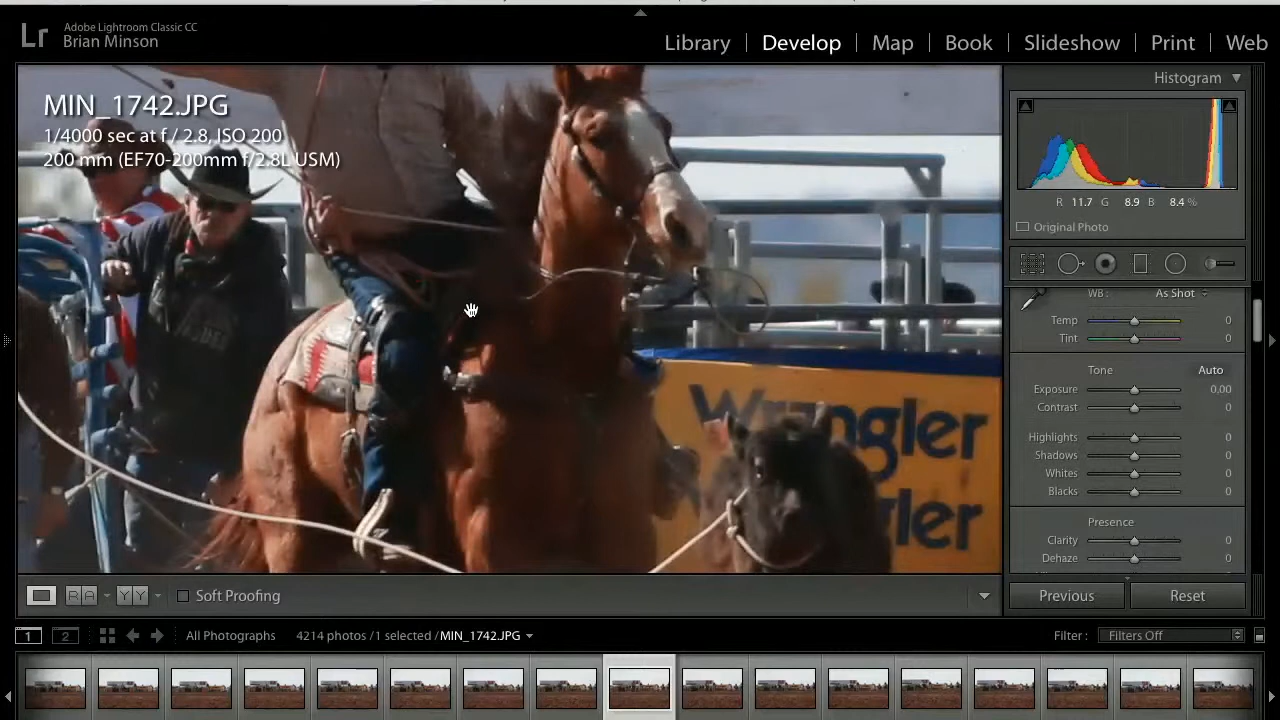 Lr
Adobe Lightroom Classic CC
Brian Minson
Library | Develop | Map | Book | Slideshow | Print | Web
MIN_1742.JPG
1/4000 sec at f / 2.8, ISO 200
200 mm (EF70-200mm f/2.8L USM)
Wrangler
Histogram
R 11.7 G 8.9 B 8.4 %
Original Photo
WB: As Shot
Temp 0
Tint 0
Tone Auto
Exposure 0.00
Contrast 0
Highlights 0
Shadows 0
Whites 0
Blacks 0
Presence
Clarity 0
Dehaze 0
Previous Reset
R A Y Y Soft Proofing
1 2 All Photographs 4214 photos / 1 selected / MIN_1742.JPG Filter : Filters Off